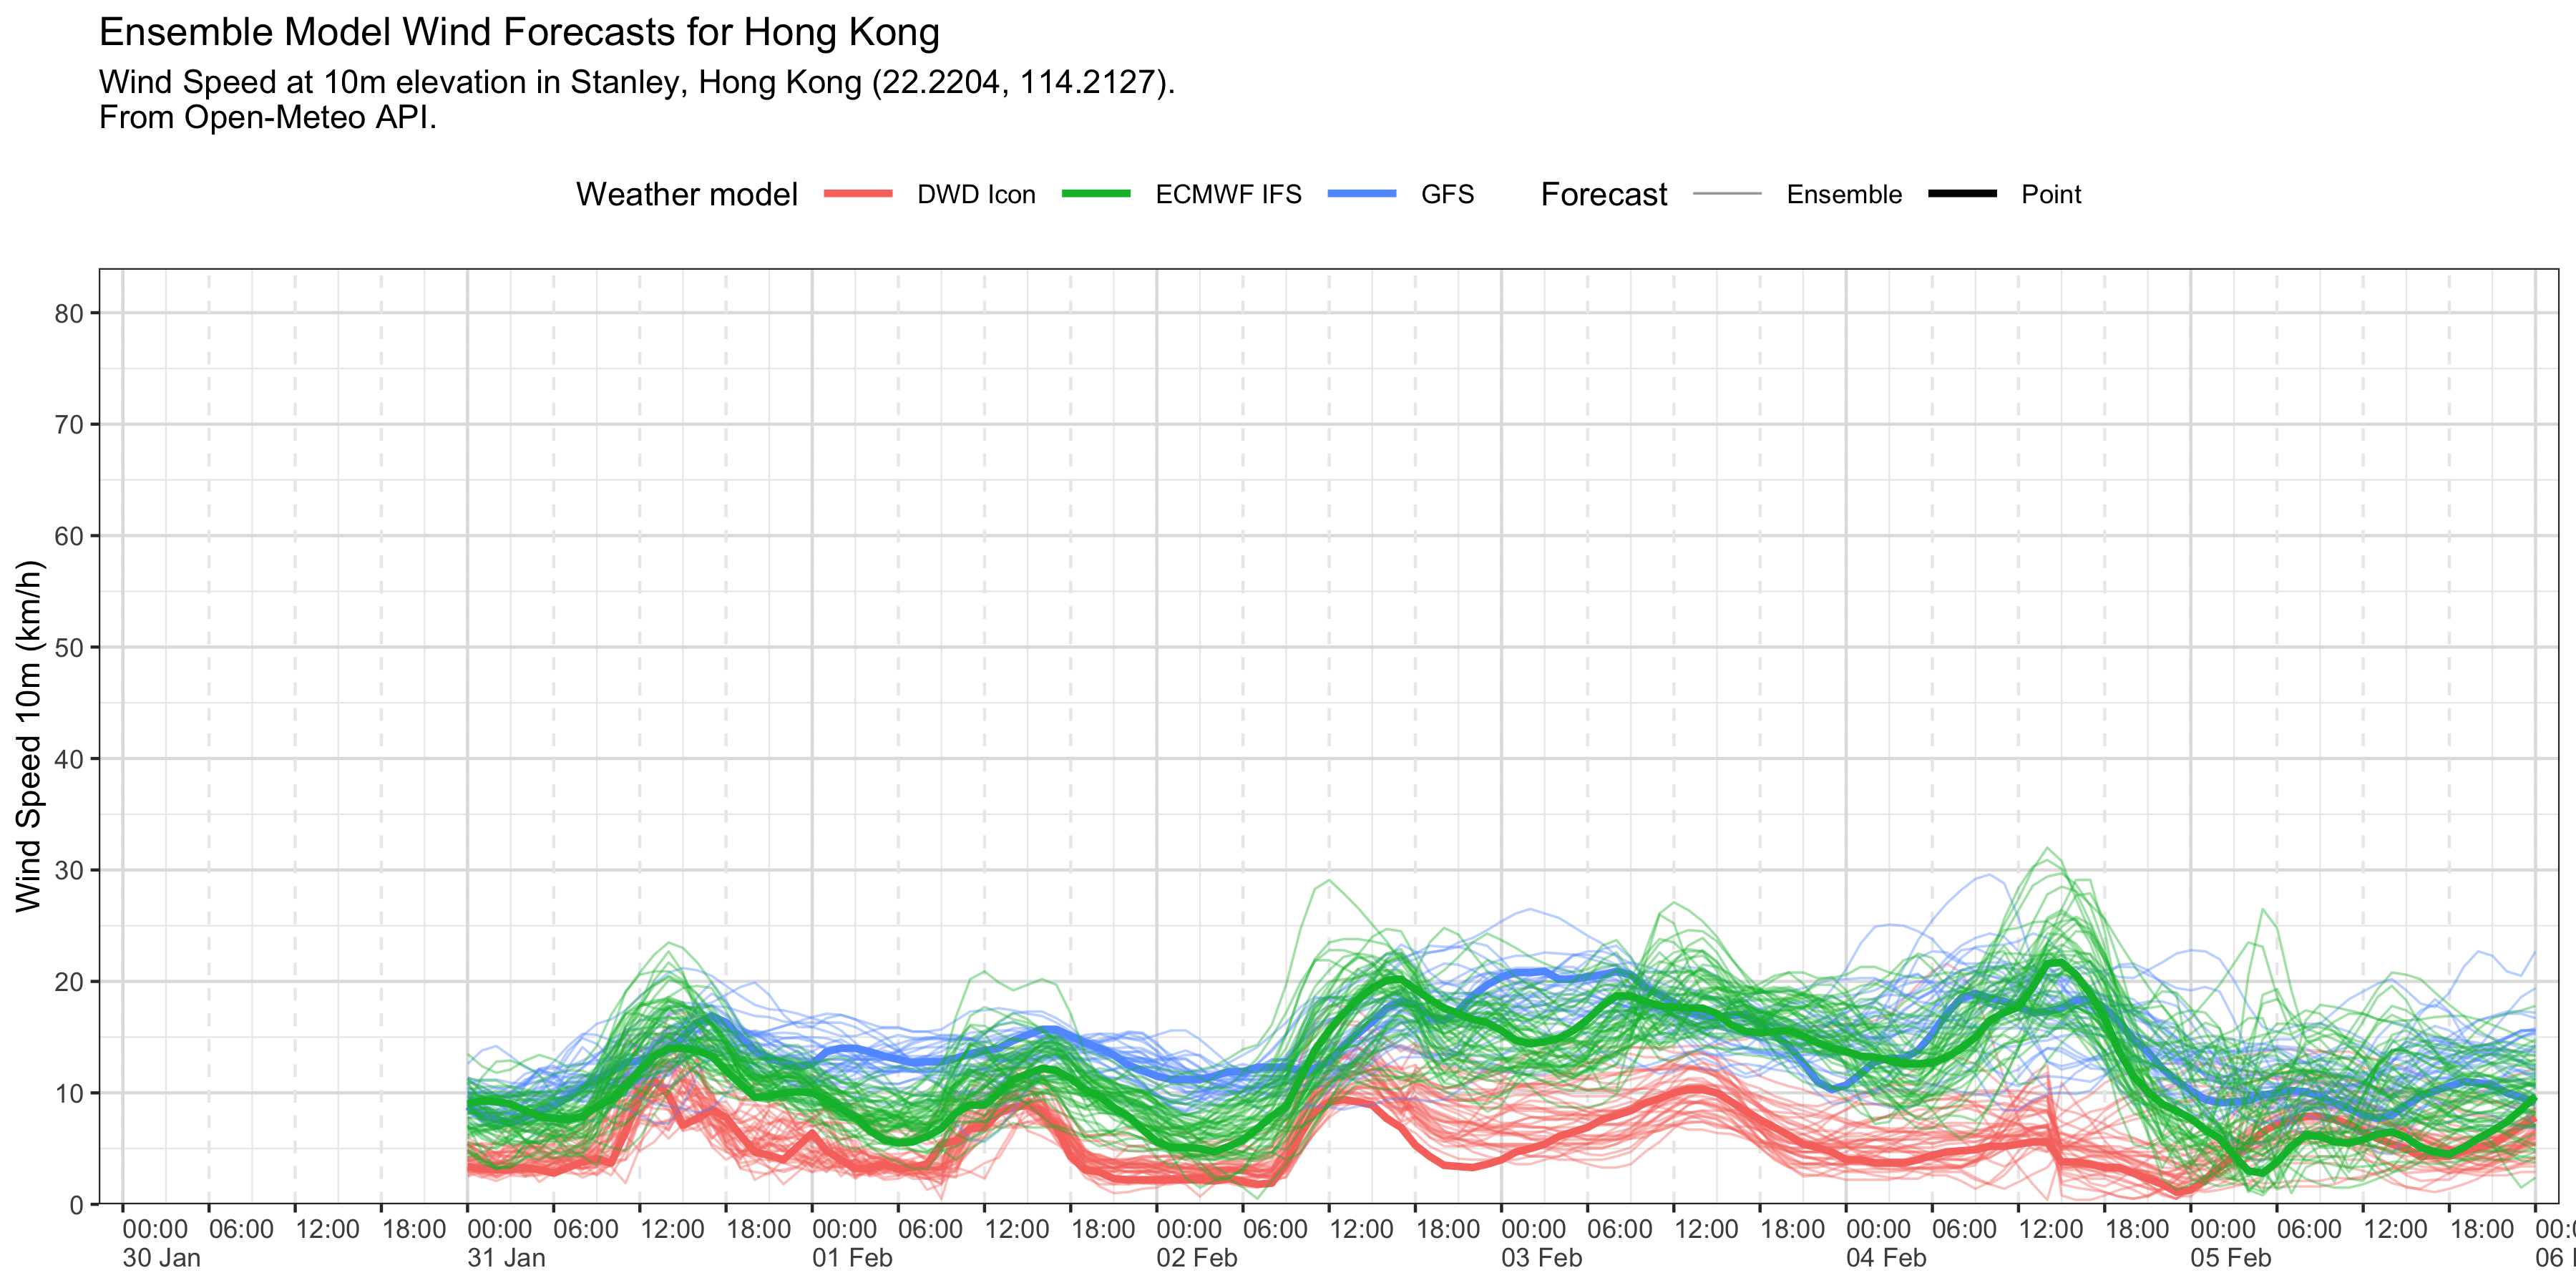 Ensemble Model Wind Forecasts for Hong Kong
Wind Speed at 10m elevation in Stanley, Hong Kong (22.2204, 114.2127).
From Open-Meteo API.
Weather model DWD Icon ECMWF IFS GFS Forecast Ensemble Point
Wind Speed 10m (km/h)
80
70
60
50
40
30
20
10
0
00:00 06:00 12:00 18:00 00:00 06:00 12:00 18:00 00:00 06:00 12:00 18:00 00:00 06:00 12:00 18:00 00:00 06:00 12:00 18:00 00:00 06:00 12:00 18:00 00:00 06:00 12:00 18:00
30 Jan 31 Jan 01 Feb 02 Feb 03 Feb 04 Feb 05 Feb 06